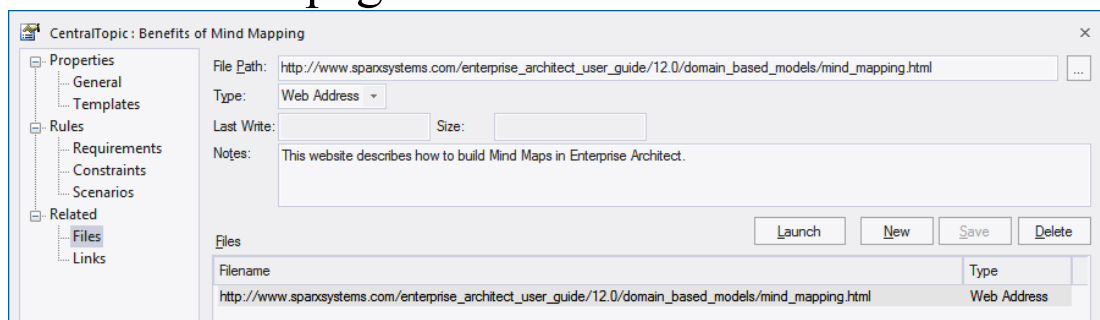 CentralTopic : Benefits of Mind Mapping
Properties
General
Templates
Rules
Requirements
Constraints
Scenarios
Related
Files
Links
File Path: http://www.sparxsystems.com/enterprise_architect_user_guide/12.0/domain_based_models/mind_mapping.html ...
Type: Web Address
Last Write: Size:
Notes: This website describes how to build Mind Maps in Enterprise Architect.
Launch New Save Delete
Files
Filename Type
http://www.sparxsystems.com/enterprise_architect_user_guide/12.0/domain_based_models/mind_mapping.html Web Address